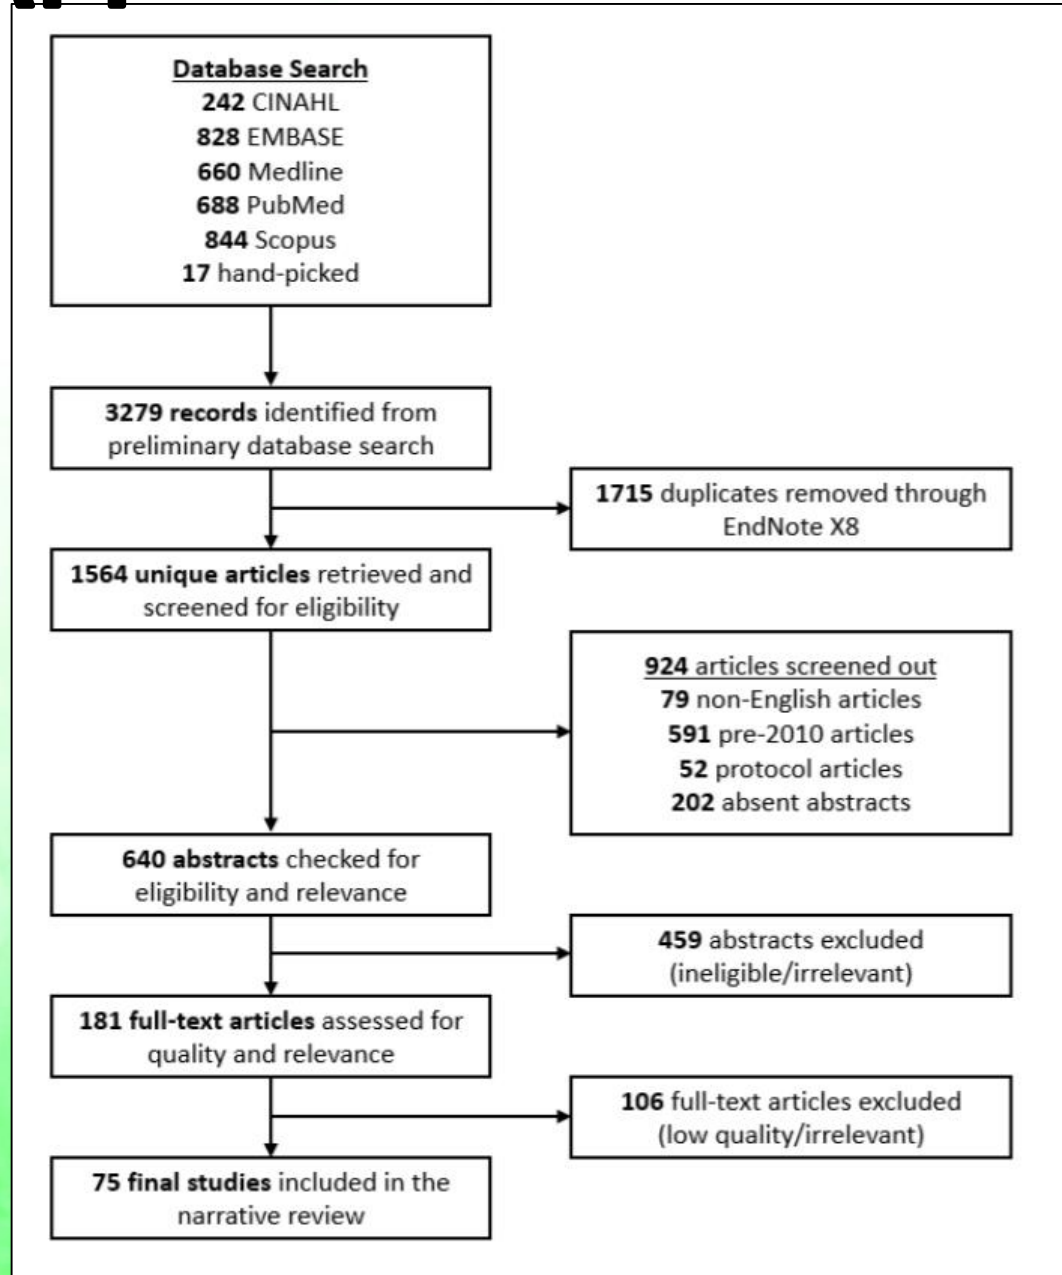 Database Search
242 CINAHL
828 EMBASE
660 Medline
688 PubMed
844 Scopus
17 hand-picked
3279 records identified from
preliminary database search
1715 duplicates removed through
EndNote X8
1564 unique articles retrieved and
screened for eligibility
924 articles screened out
79 non-English articles
591 pre-2010 articles
52 protocol articles
202 absent abstracts
640 abstracts checked for
eligibility and relevance
459 abstracts excluded
(ineligible/irrelevant)
181 full-text articles assessed for
quality and relevance
106 full-text articles excluded
(low quality/irrelevant)
75 final studies included in the
narrative review